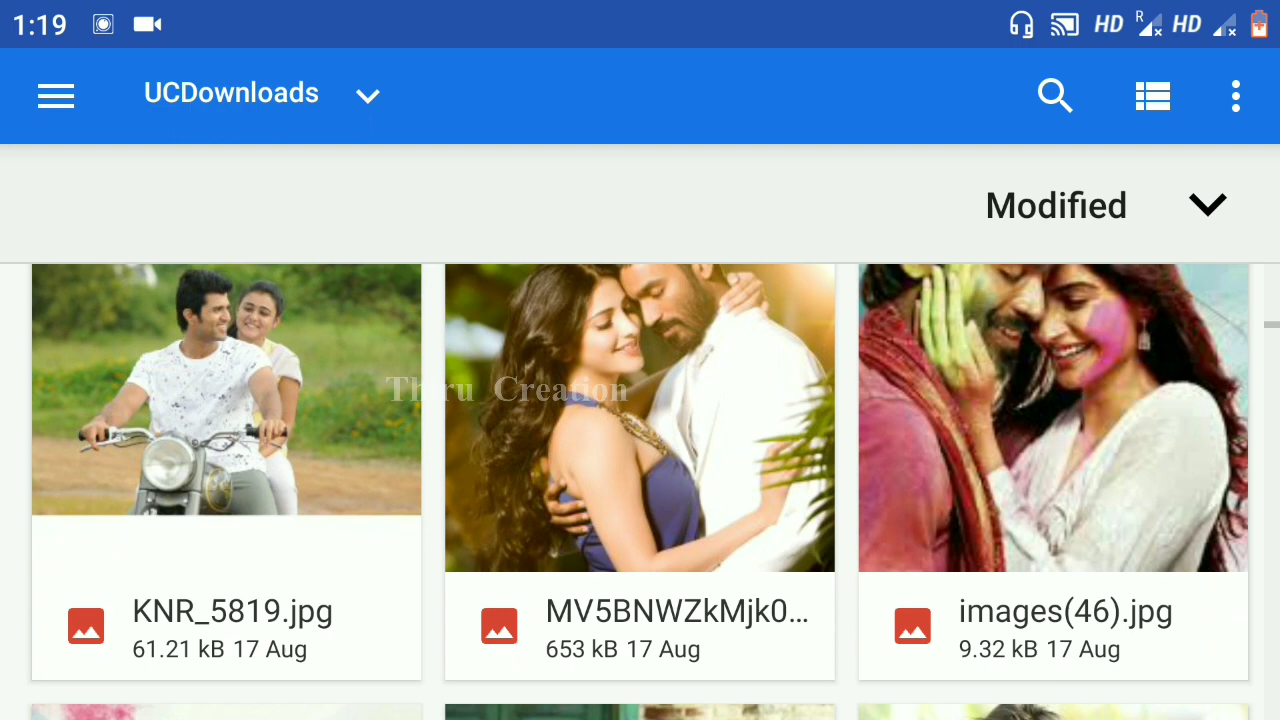 1:19 HD R HD
UCDownloads
Modified
Thiru Creation
KNR_5819.jpg
61.21 kB 17 Aug
MV5BNWZkMjk0...
653 kB 17 Aug
images(46).jpg
9.32 kB 17 Aug